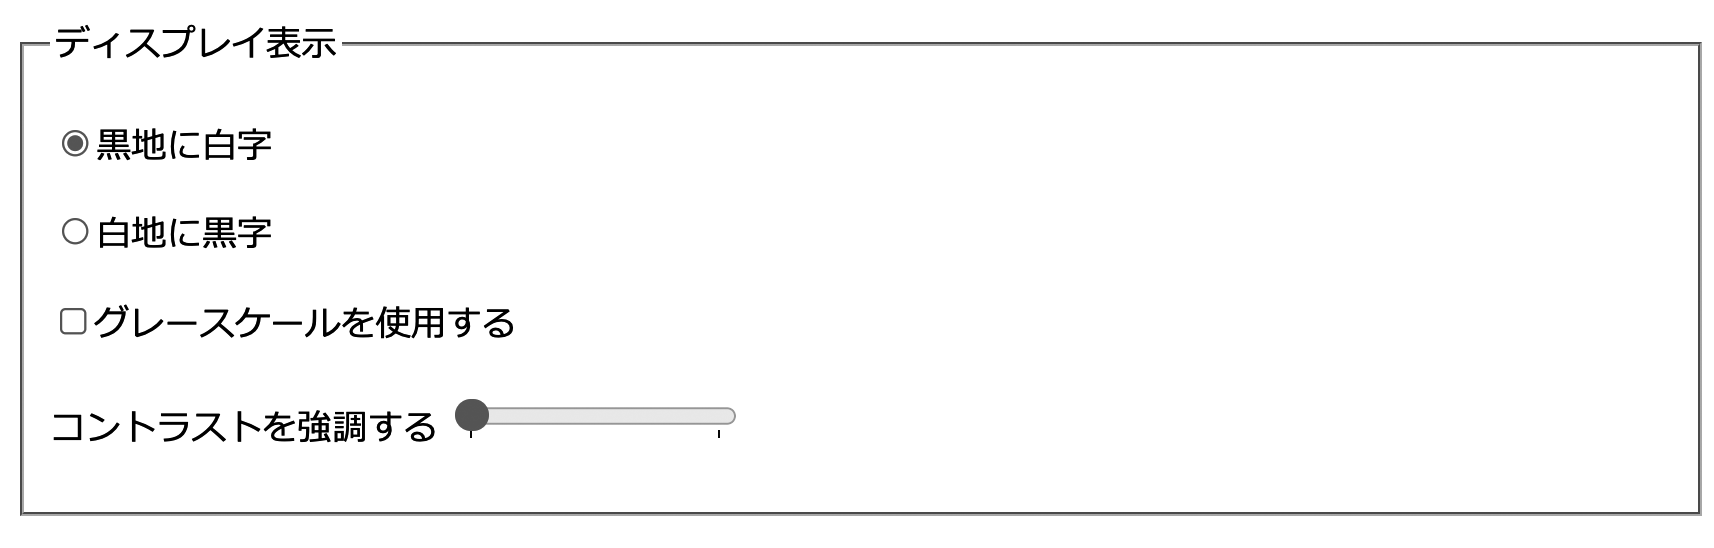 ディスプレイ表示
黒地に白字
白地に黒字
グレースケールを使用する
コントラストを強調する